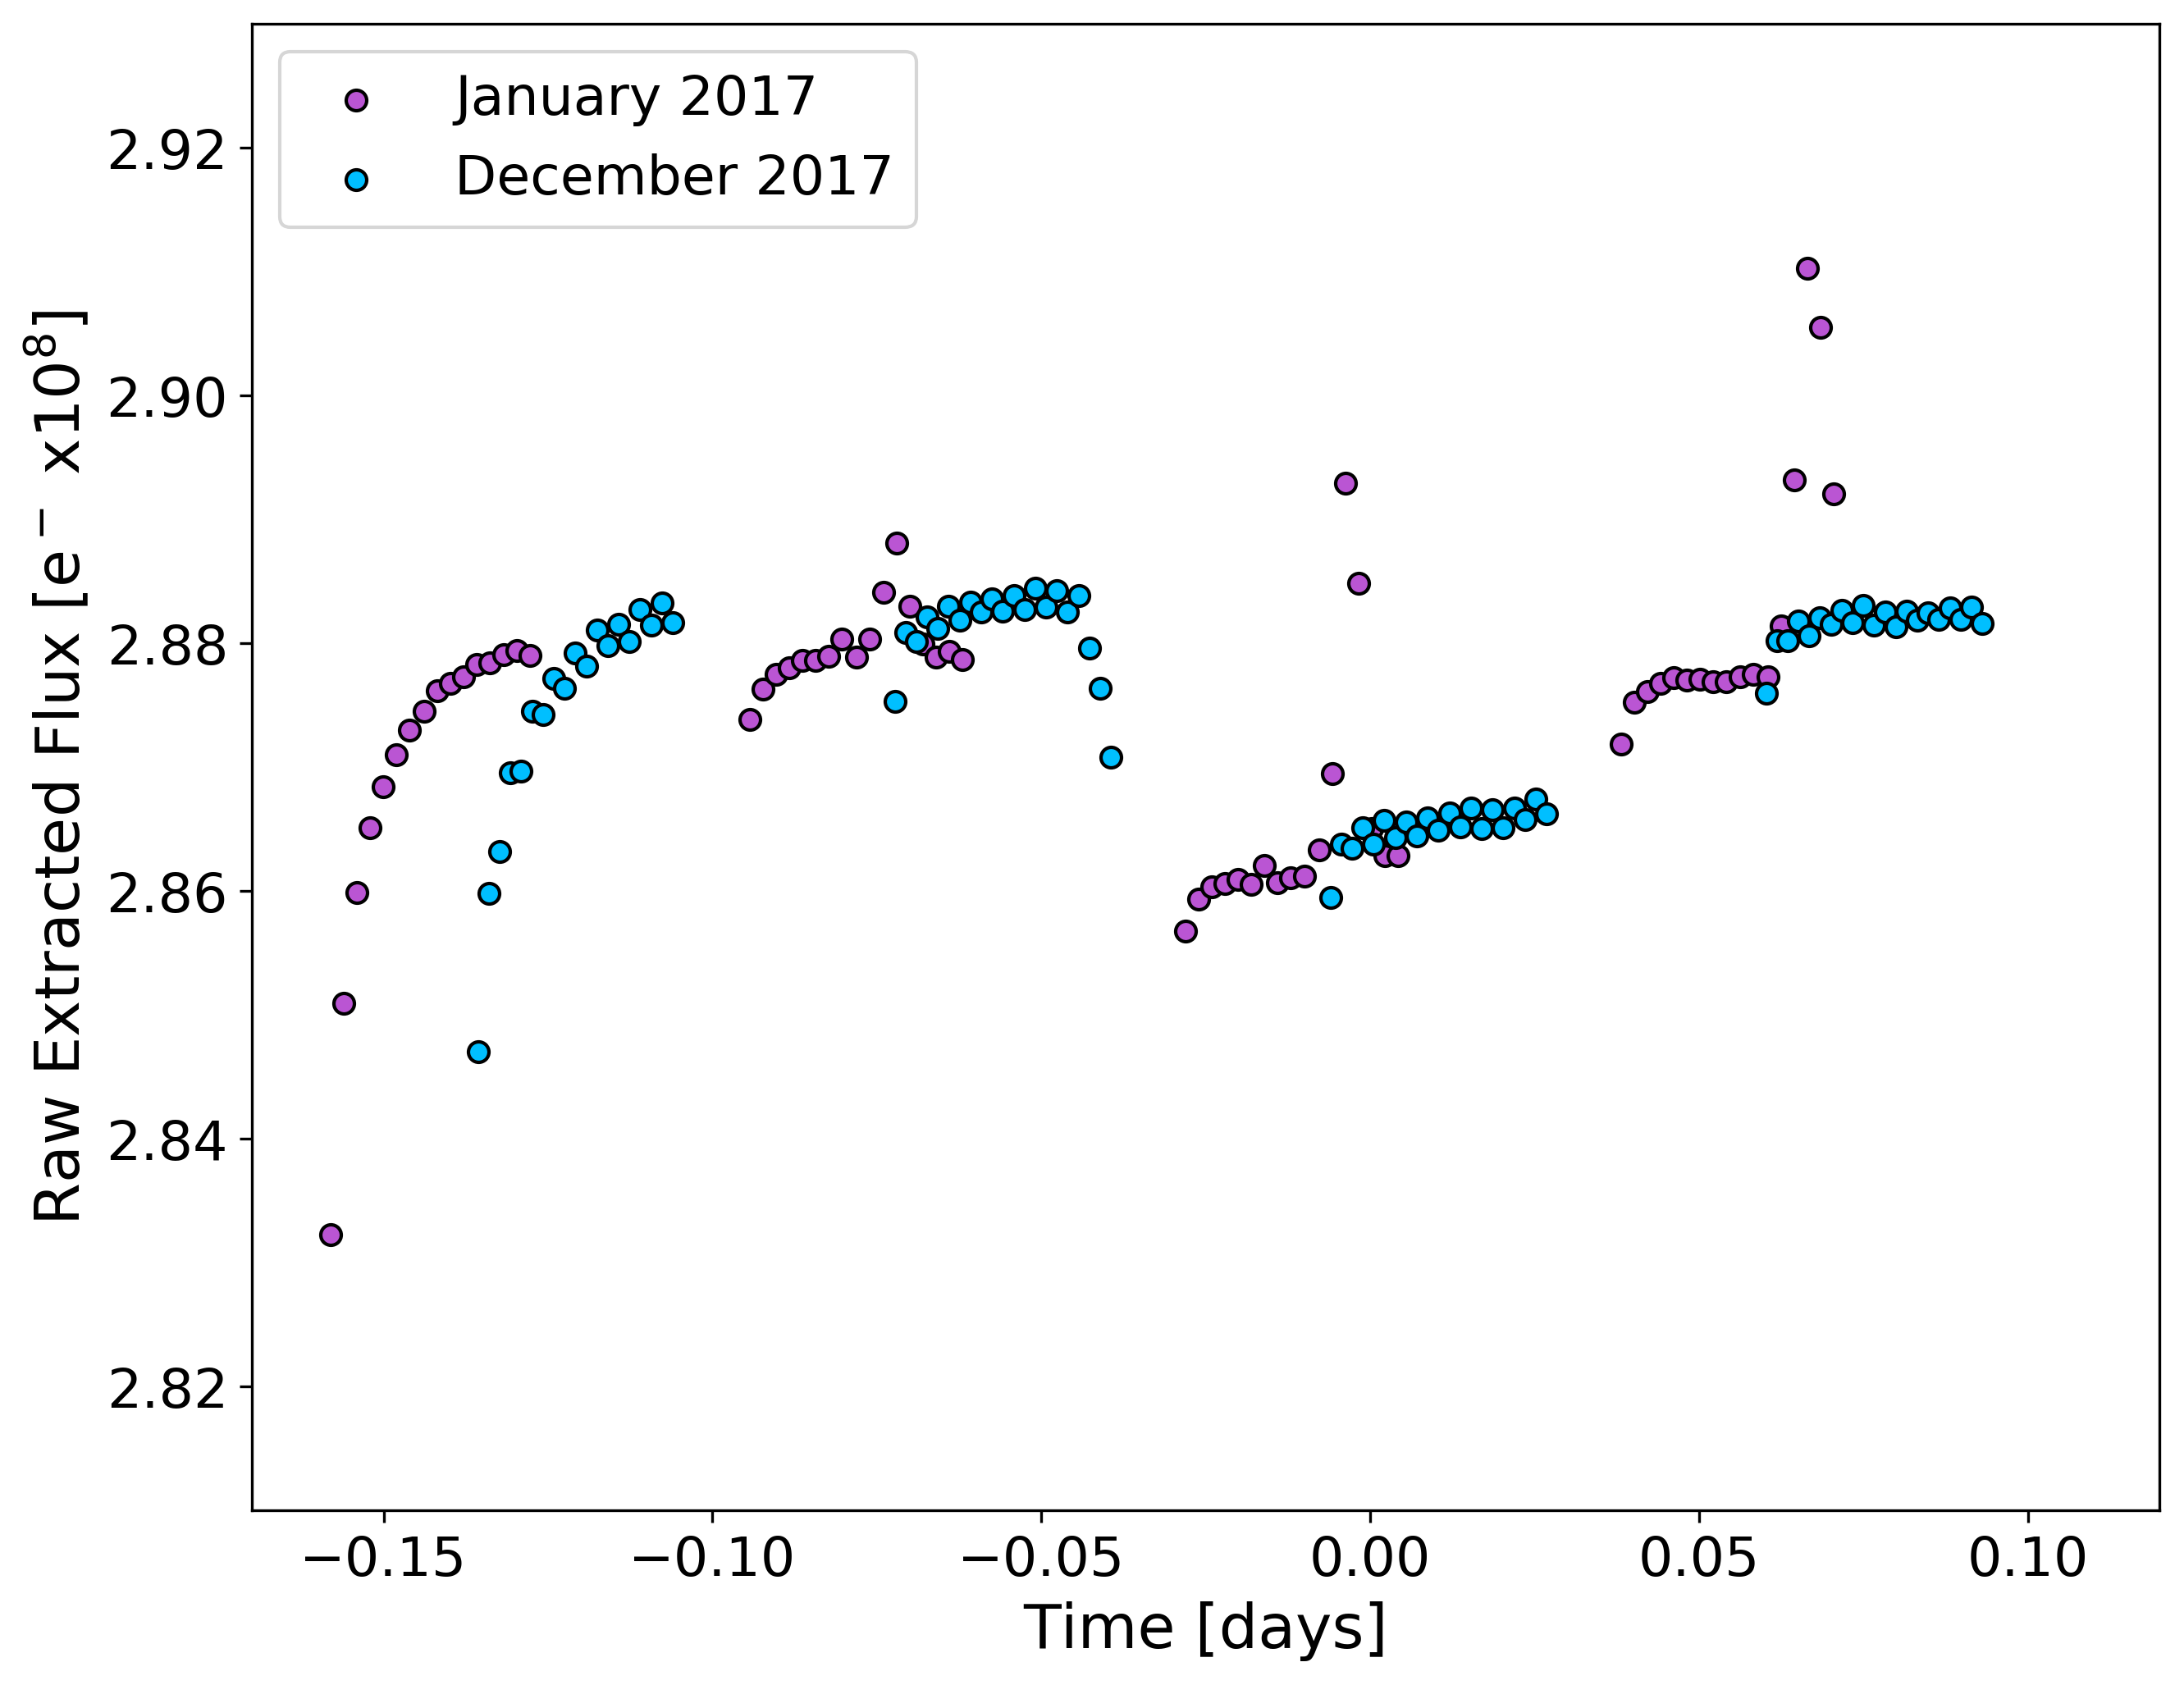 January 2017
December 2017
2.92
2.90
2.88
2.86
2.84
2.82
Raw Extracted Flux [e⁻ x10⁸]
−0.15 −0.10 −0.05 0.00 0.05 0.10
Time [days]